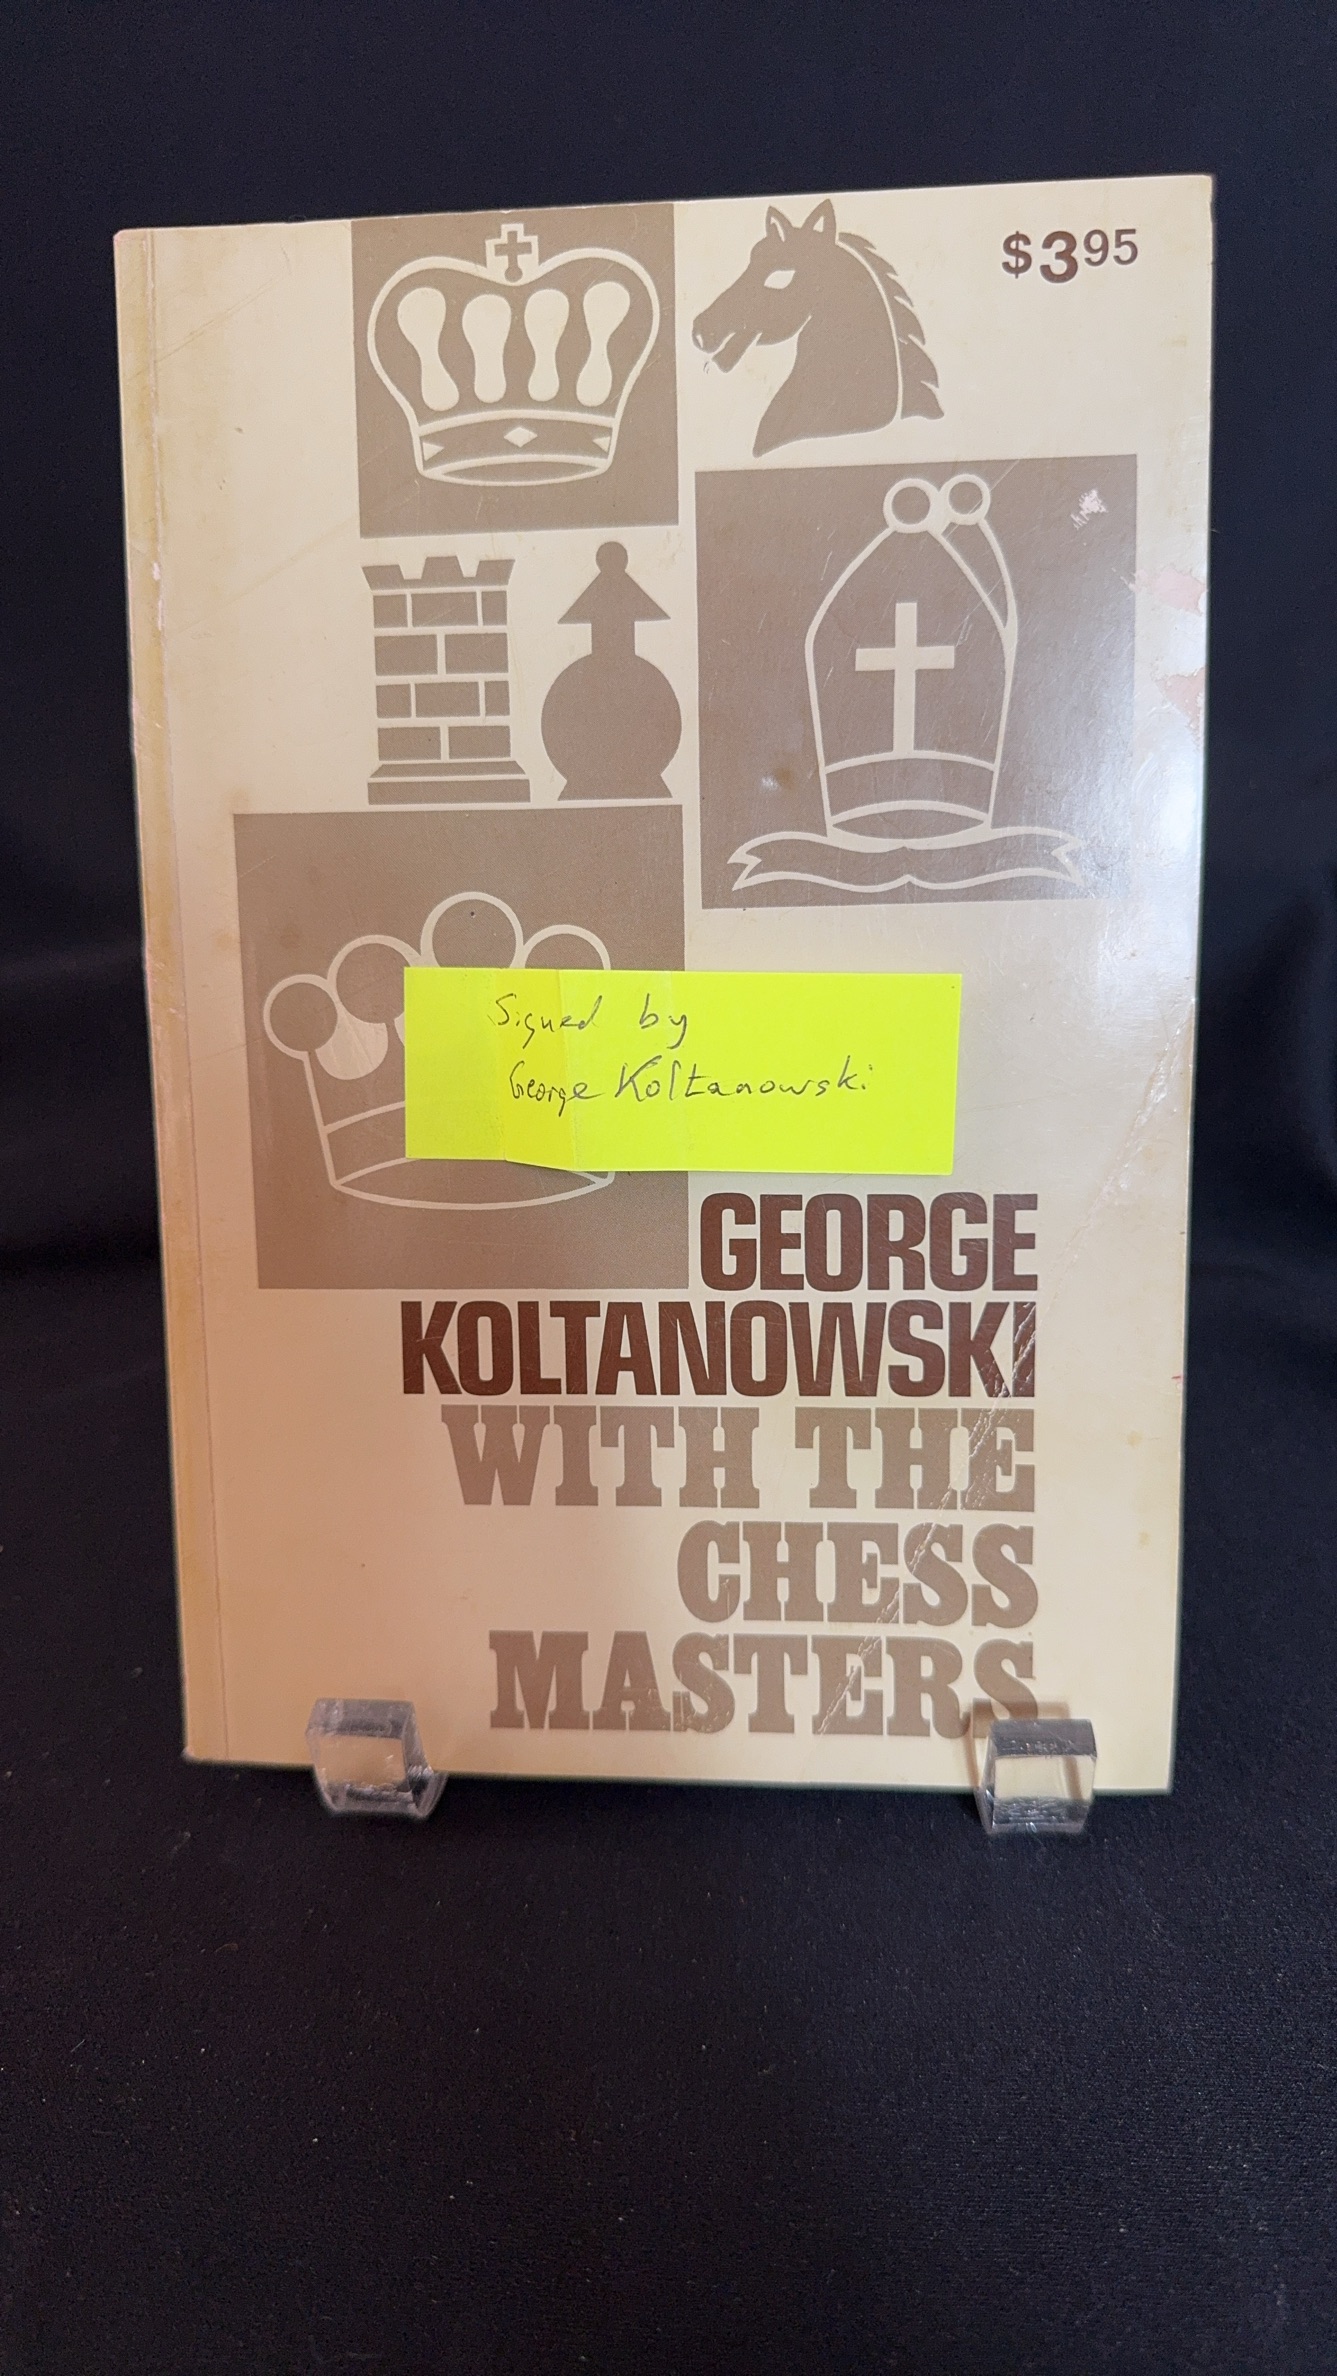 $3.95
Signed by
George Koltanowski
GEORGE
KOLTANOWSKI
WITH THE
CHESS
MASTERS